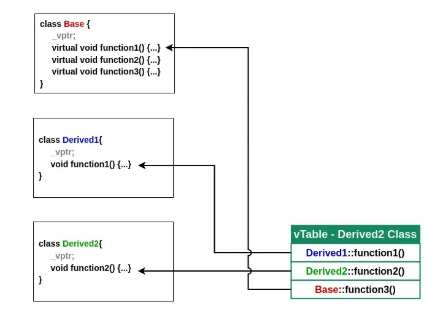 class Base {
_vptr;
virtual void function1() {...}
virtual void function2() {...}
virtual void function3() {...}
}
class Derived1{
_vptr;
void function1() {...}
}
class Derived2{
_vptr;
void function2() {...}
}
vTable - Derived2 Class
Derived1::function1()
Derived2::function2()
Base::function3()